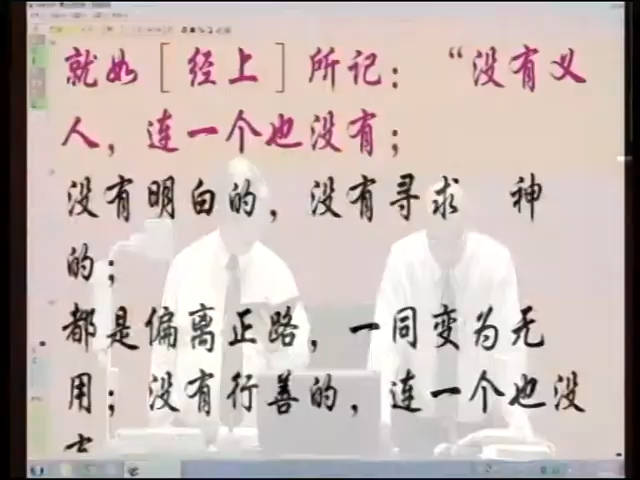 就如［经上］所记：“没有义
人，连一个也没有；
没有明白的，没有寻求　神
的；
都是偏离正路，一同变为无
用；没有行善的，连一个也没